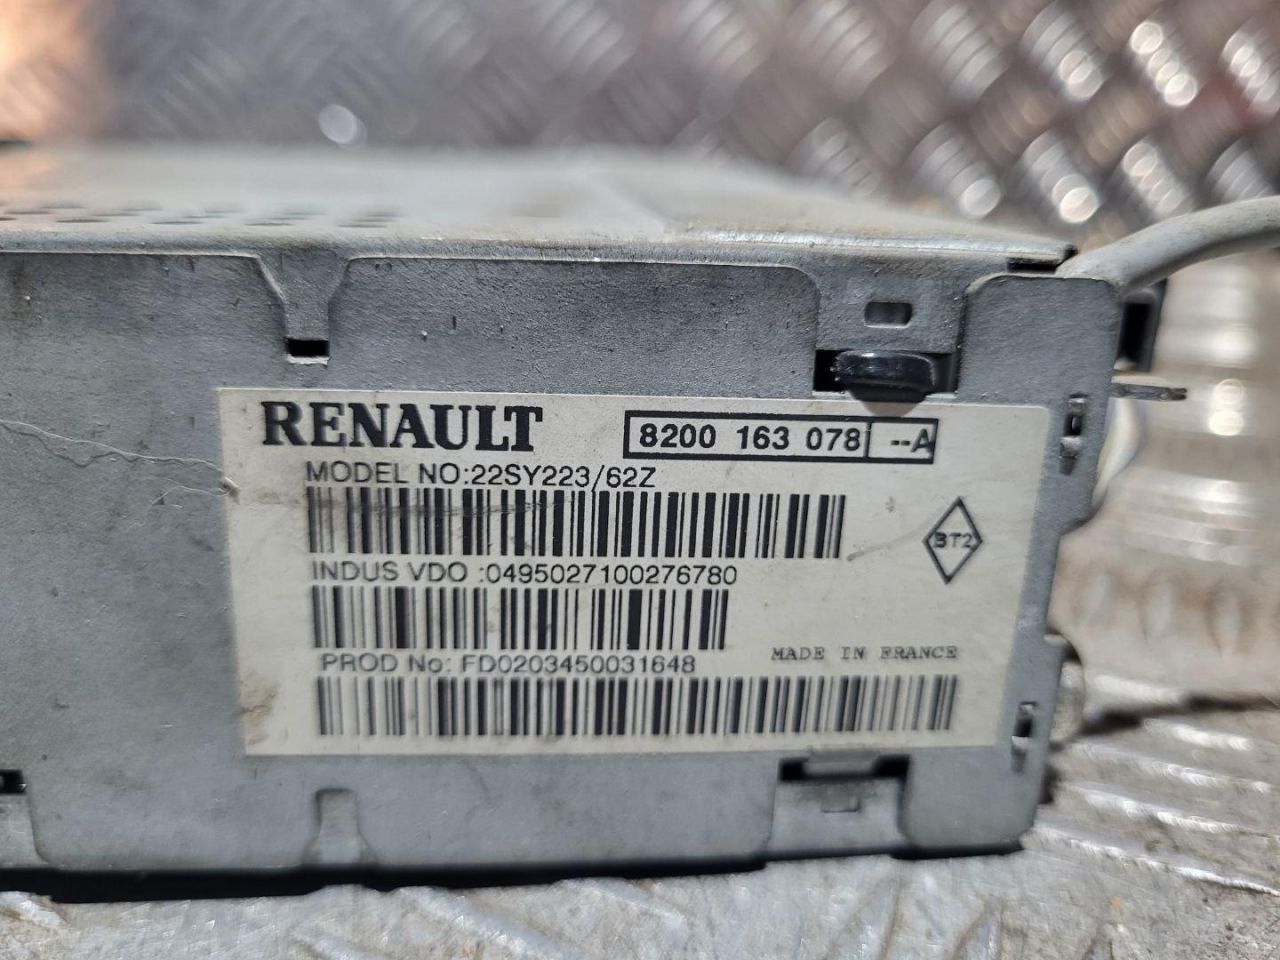 RENAULT 8200 163 078 --A
MODEL NO:22SY223/62Z
BT2
INDUS VDO :0495027100276780
PROD No: FD0203450031648
MADE IN FRANCE